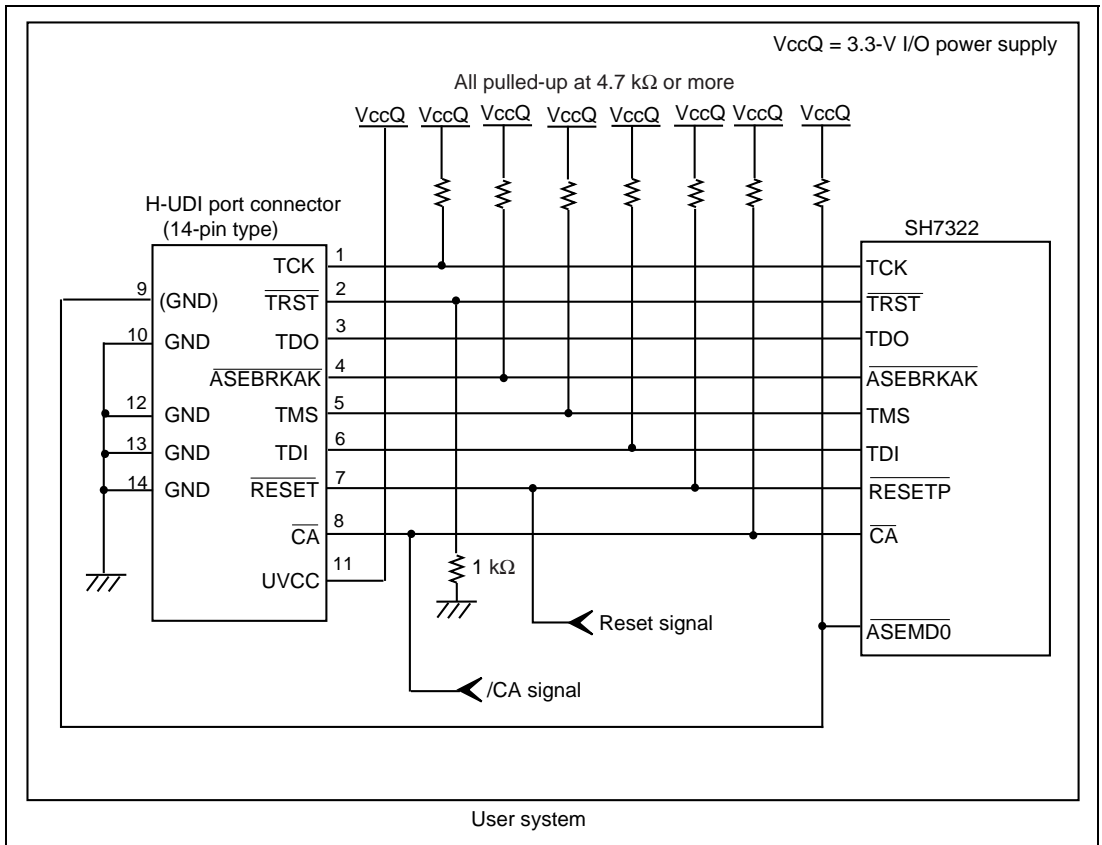 VccQ = 3.3-V I/O power supply
All pulled-up at 4.7 kΩ or more
VccQ VccQ VccQ VccQ VccQ VccQ VccQ VccQ
H-UDI port connector
(14-pin type)
SH7322
TCK 1 TCK
9 (GND) TRST 2 TRST
10 GND TDO 3 TDO
ASEBRKAK 4 ASEBRKAK
12 GND TMS 5 TMS
13 GND TDI 6 TDI
14 GND RESET 7 RESETP
CA 8 CA
UVCC 11 1 kΩ
Reset signal ASEMD0
/CA signal
User system